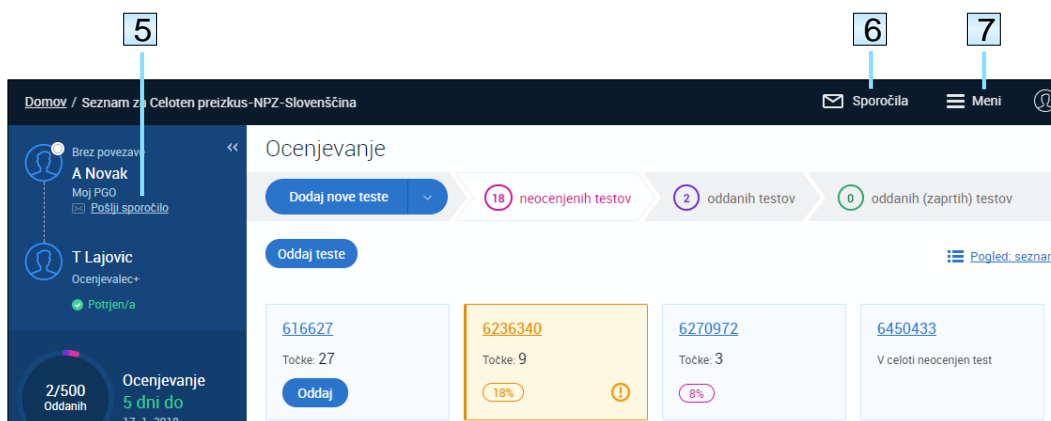 5 6 7
Domov / Seznam za Celoten preizkus-NPZ-Slovenščina Sporočila Meni
Brez povezave
A Novak
Moj PGO
Pošlji sporočilo
T Lajovic
Ocenjevalec+
Potrjen/a
2/500
Oddanih
Ocenjevanje
5 dni do
17. 1. 2018
Ocenjevanje
Dodaj nove teste 18 neocenjenih testov 2 oddanih testov 0 oddanih (zaprtih) testov
Oddaj teste Pogled: seznam
616627 6236340 6270972 6450433
Točke: 27 Točke: 9 Točke: 3 V celoti neocenjen test
Oddaj 18% 8%